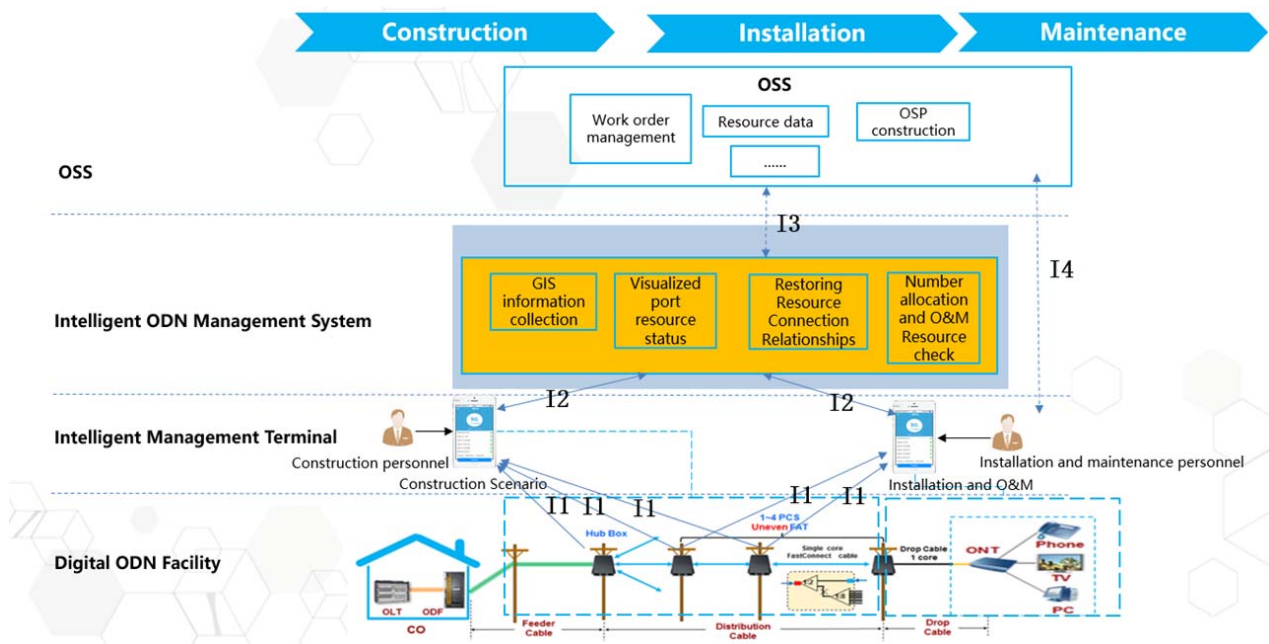 Construction
Installation
Maintenance
OSS
Work order
management
Resource data
OSP
construction
......
OSS
I3
I4
GIS
information
collection
Visualized
port
resource
status
Restoring
Resource
Connection
Relationships
Number
allocation
and O&M
Resource
check
Intelligent ODN Management System
I2
I2
Intelligent Management Terminal
Construction personnel
Construction Scenario
Installation and maintenance personnel
Installation and O&M
I1
I1
I1
I1
I1
Digital ODN Facility
Hub Box
1~4 PCS
Uneven FAT
Single core
FastConnect cable
Drop Cable
1 core
ONT
Phone
TV
PC
OLT
ODF
CO
Feeder
Cable
Distribution
Cable
Drop
Cable